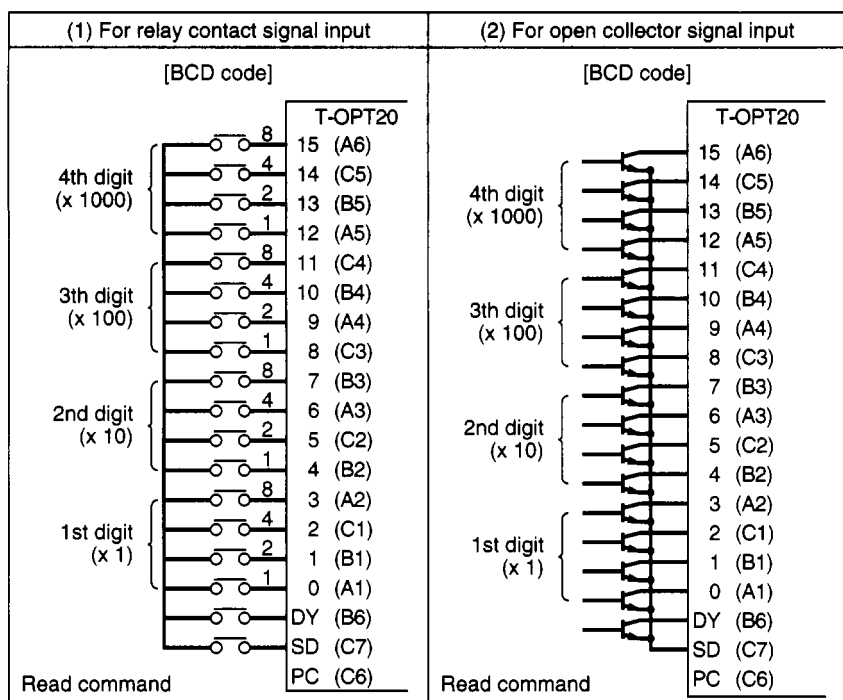 (1) For relay contact signal input
[BCD code]
T-OPT20
4th digit
(x 1000)
8 15 (A6)
4 14 (C5)
2 13 (B5)
1 12 (A5)
3th digit
(x 100)
8 11 (C4)
4 10 (B4)
2 9 (A4)
1 8 (C3)
2nd digit
(x 10)
8 7 (B3)
4 6 (A3)
2 5 (C2)
1 4 (B2)
1st digit
(x 1)
8 3 (A2)
4 2 (C1)
2 1 (B1)
1 0 (A1)
DY (B6)
SD (C7)
PC (C6)
Read command
(2) For open collector signal input
[BCD code]
T-OPT20
4th digit
(x 1000)
15 (A6)
14 (C5)
13 (B5)
12 (A5)
3th digit
(x 100)
11 (C4)
10 (B4)
9 (A4)
8 (C3)
2nd digit
(x 10)
7 (B3)
6 (A3)
5 (C2)
4 (B2)
1st digit
(x 1)
3 (A2)
2 (C1)
1 (B1)
0 (A1)
DY (B6)
SD (C7)
PC (C6)
Read command